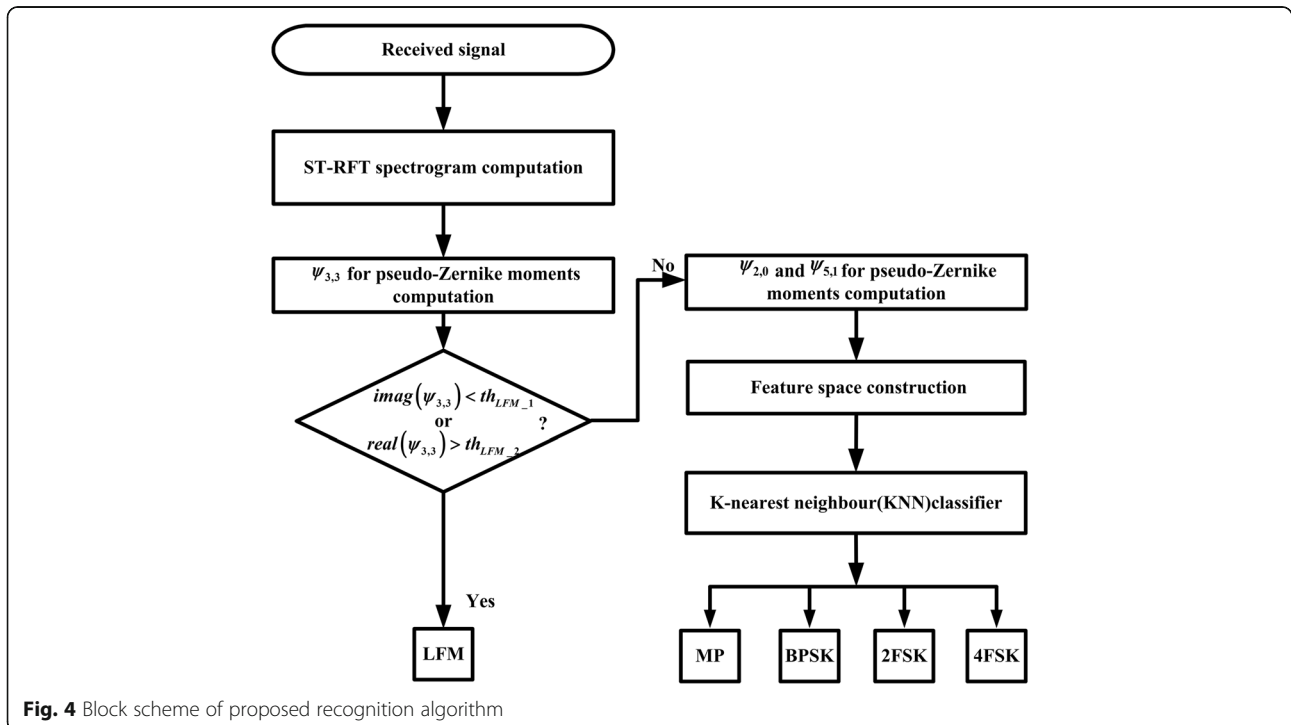 Received signal
ST-RFT spectrogram computation
ψ3,3 for pseudo-Zernike moments
computation
imag(ψ3,3) < thLFM_1
or
?
real(ψ3,3) > thLFM_2
Yes
LFM
No
ψ2,0 and ψ5,1 for pseudo-Zernike
moments computation
Feature space construction
K-nearest neighbour(KNN)classifier
MP
BPSK
2FSK
4FSK
Fig. 4 Block scheme of proposed recognition algorithm